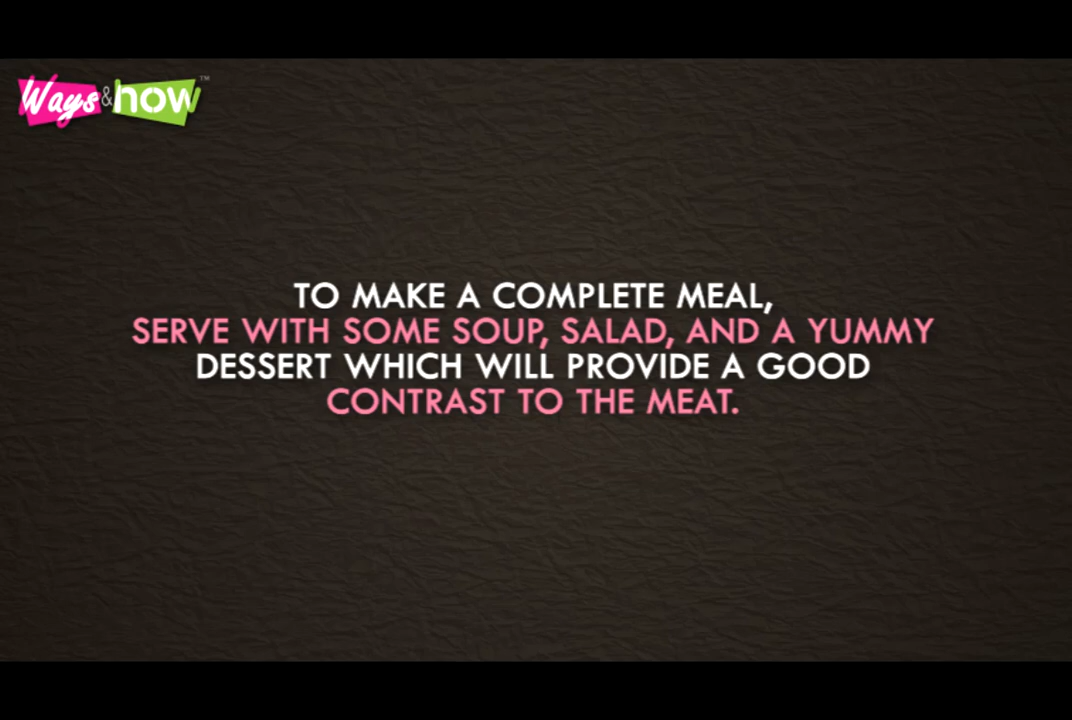 Ways & how ™
TO MAKE A COMPLETE MEAL,
SERVE WITH SOME SOUP, SALAD, AND A YUMMY
DESSERT WHICH WILL PROVIDE A GOOD
CONTRAST TO THE MEAT.